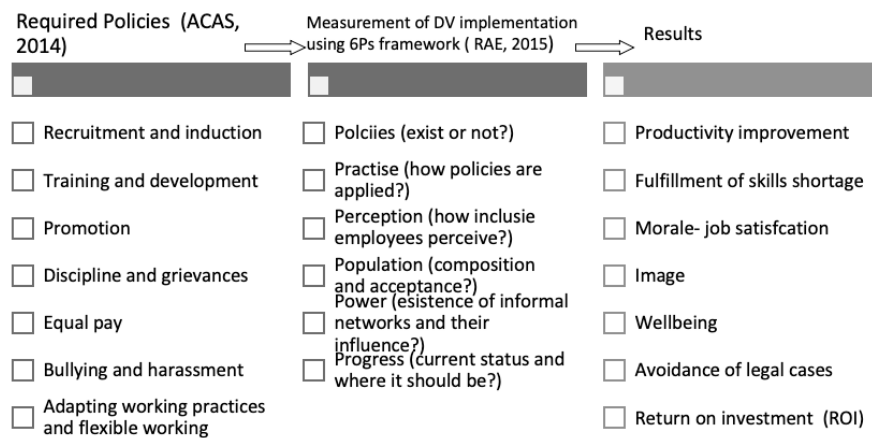 Required Policies  (ACAS,
2014)
Recruitment and induction
Training and development
Promotion
Discipline and grievances
Equal pay
Bullying and harassment
Adapting working practices
and flexible working
Measurement of DV implementation
using 6Ps framework ( RAE, 2015)
Polciies (exist or not?)
Practise (how policies are
applied?)
Perception (how inclusie
employees perceive?)
Population (composition
and acceptance?)
Power (esistence of informal
networks and their
influence?)
Progress (current status and
where it should be?)
Results
Productivity improvement
Fulfillment of skills shortage
Morale- job satisfcation
Image
Wellbeing
Avoidance of legal cases
Return on investment  (ROI)